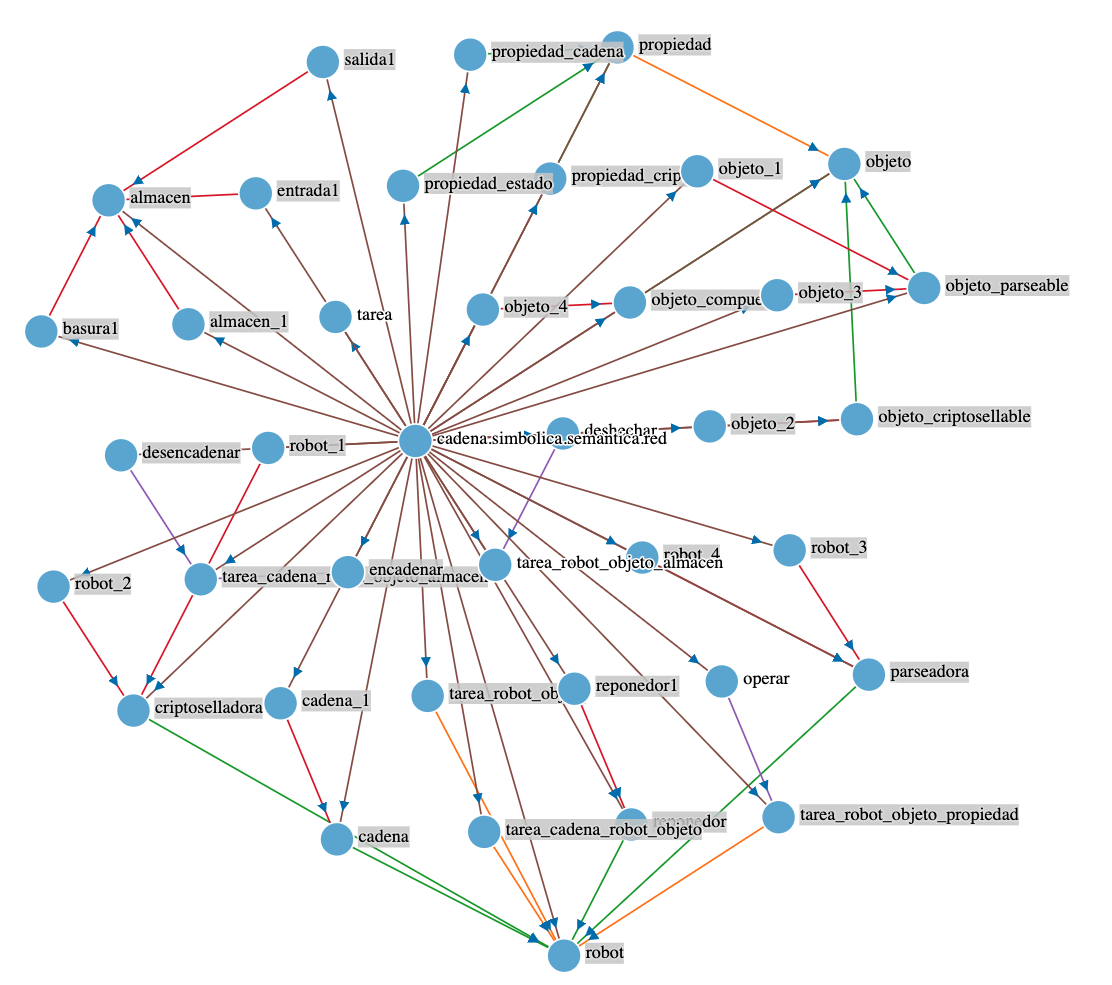 propiedad
propiedad_cadena
salida1
objeto
objeto_1
propiedad_crip
propiedad_estado
entrada1
almacen
objeto_parseable
objeto_3
objeto_compue
objeto_4
tarea
almacen_1
basura1
objeto_criptosellable
objeto_2
deshechar
cadena.simbolica.semantica.red
robot_1
desencadenar
robot_3
robot_4
tarea_robot_objeto_almacen
encadenar
tarea_cadena_r objeto_almacen
robot_2
parseadora
operar
reponedor1
tarea_robot_ob
cadena_1
criptoselladora
tarea_robot_objeto_propiedad
reponedor
tarea_cadena_robot_objeto
cadena
robot